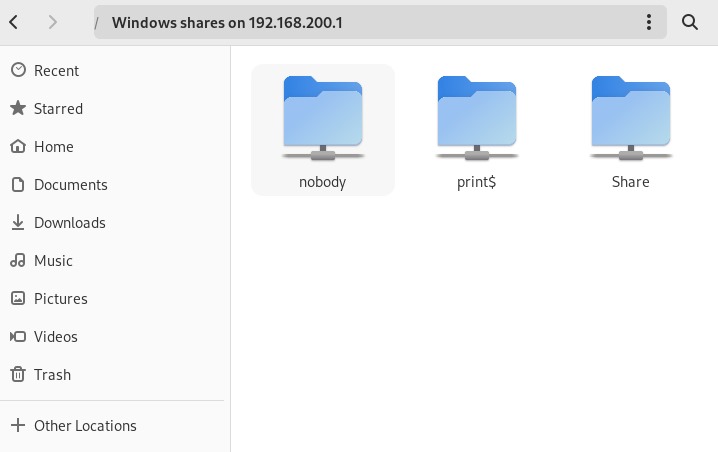 / Windows shares on 192.168.200.1
Recent
Starred
Home
Documents
Downloads
Music
Pictures
Videos
Trash
Other Locations
nobody
print$
Share